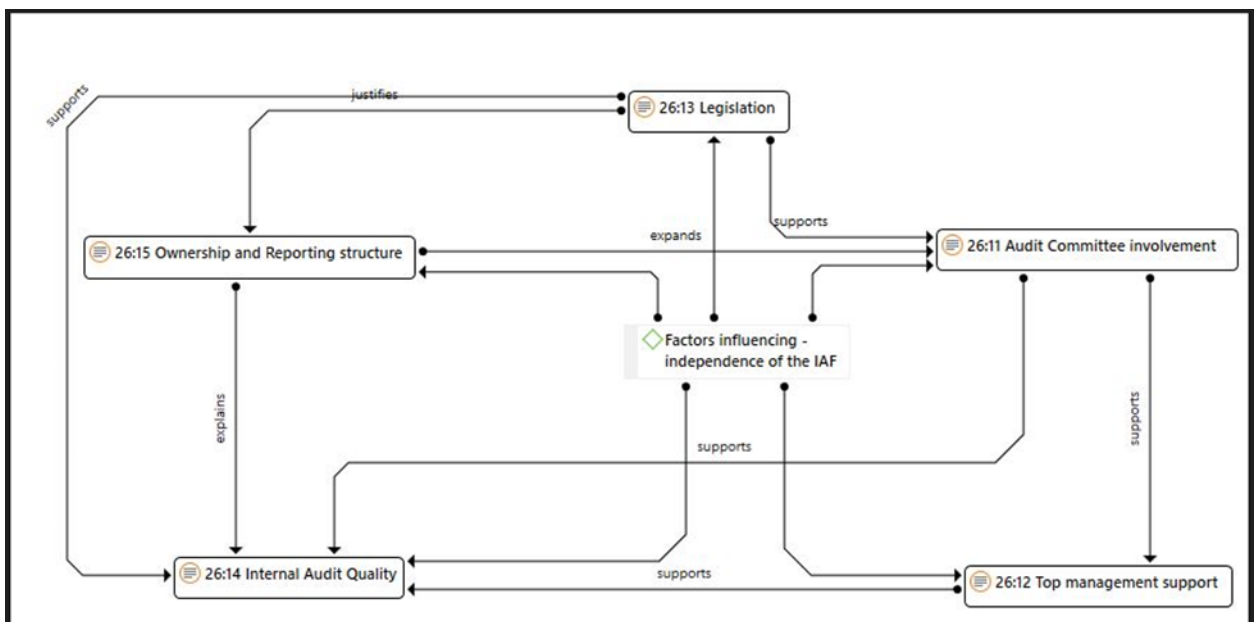 justifies
supports
26:13 Legislation
supports
expands
26:15 Ownership and Reporting structure
26:11 Audit Committee involvement
Factors influencing -
independence of the IAF
explains
supports
supports
supports
26:14 Internal Audit Quality
26:12 Top management support